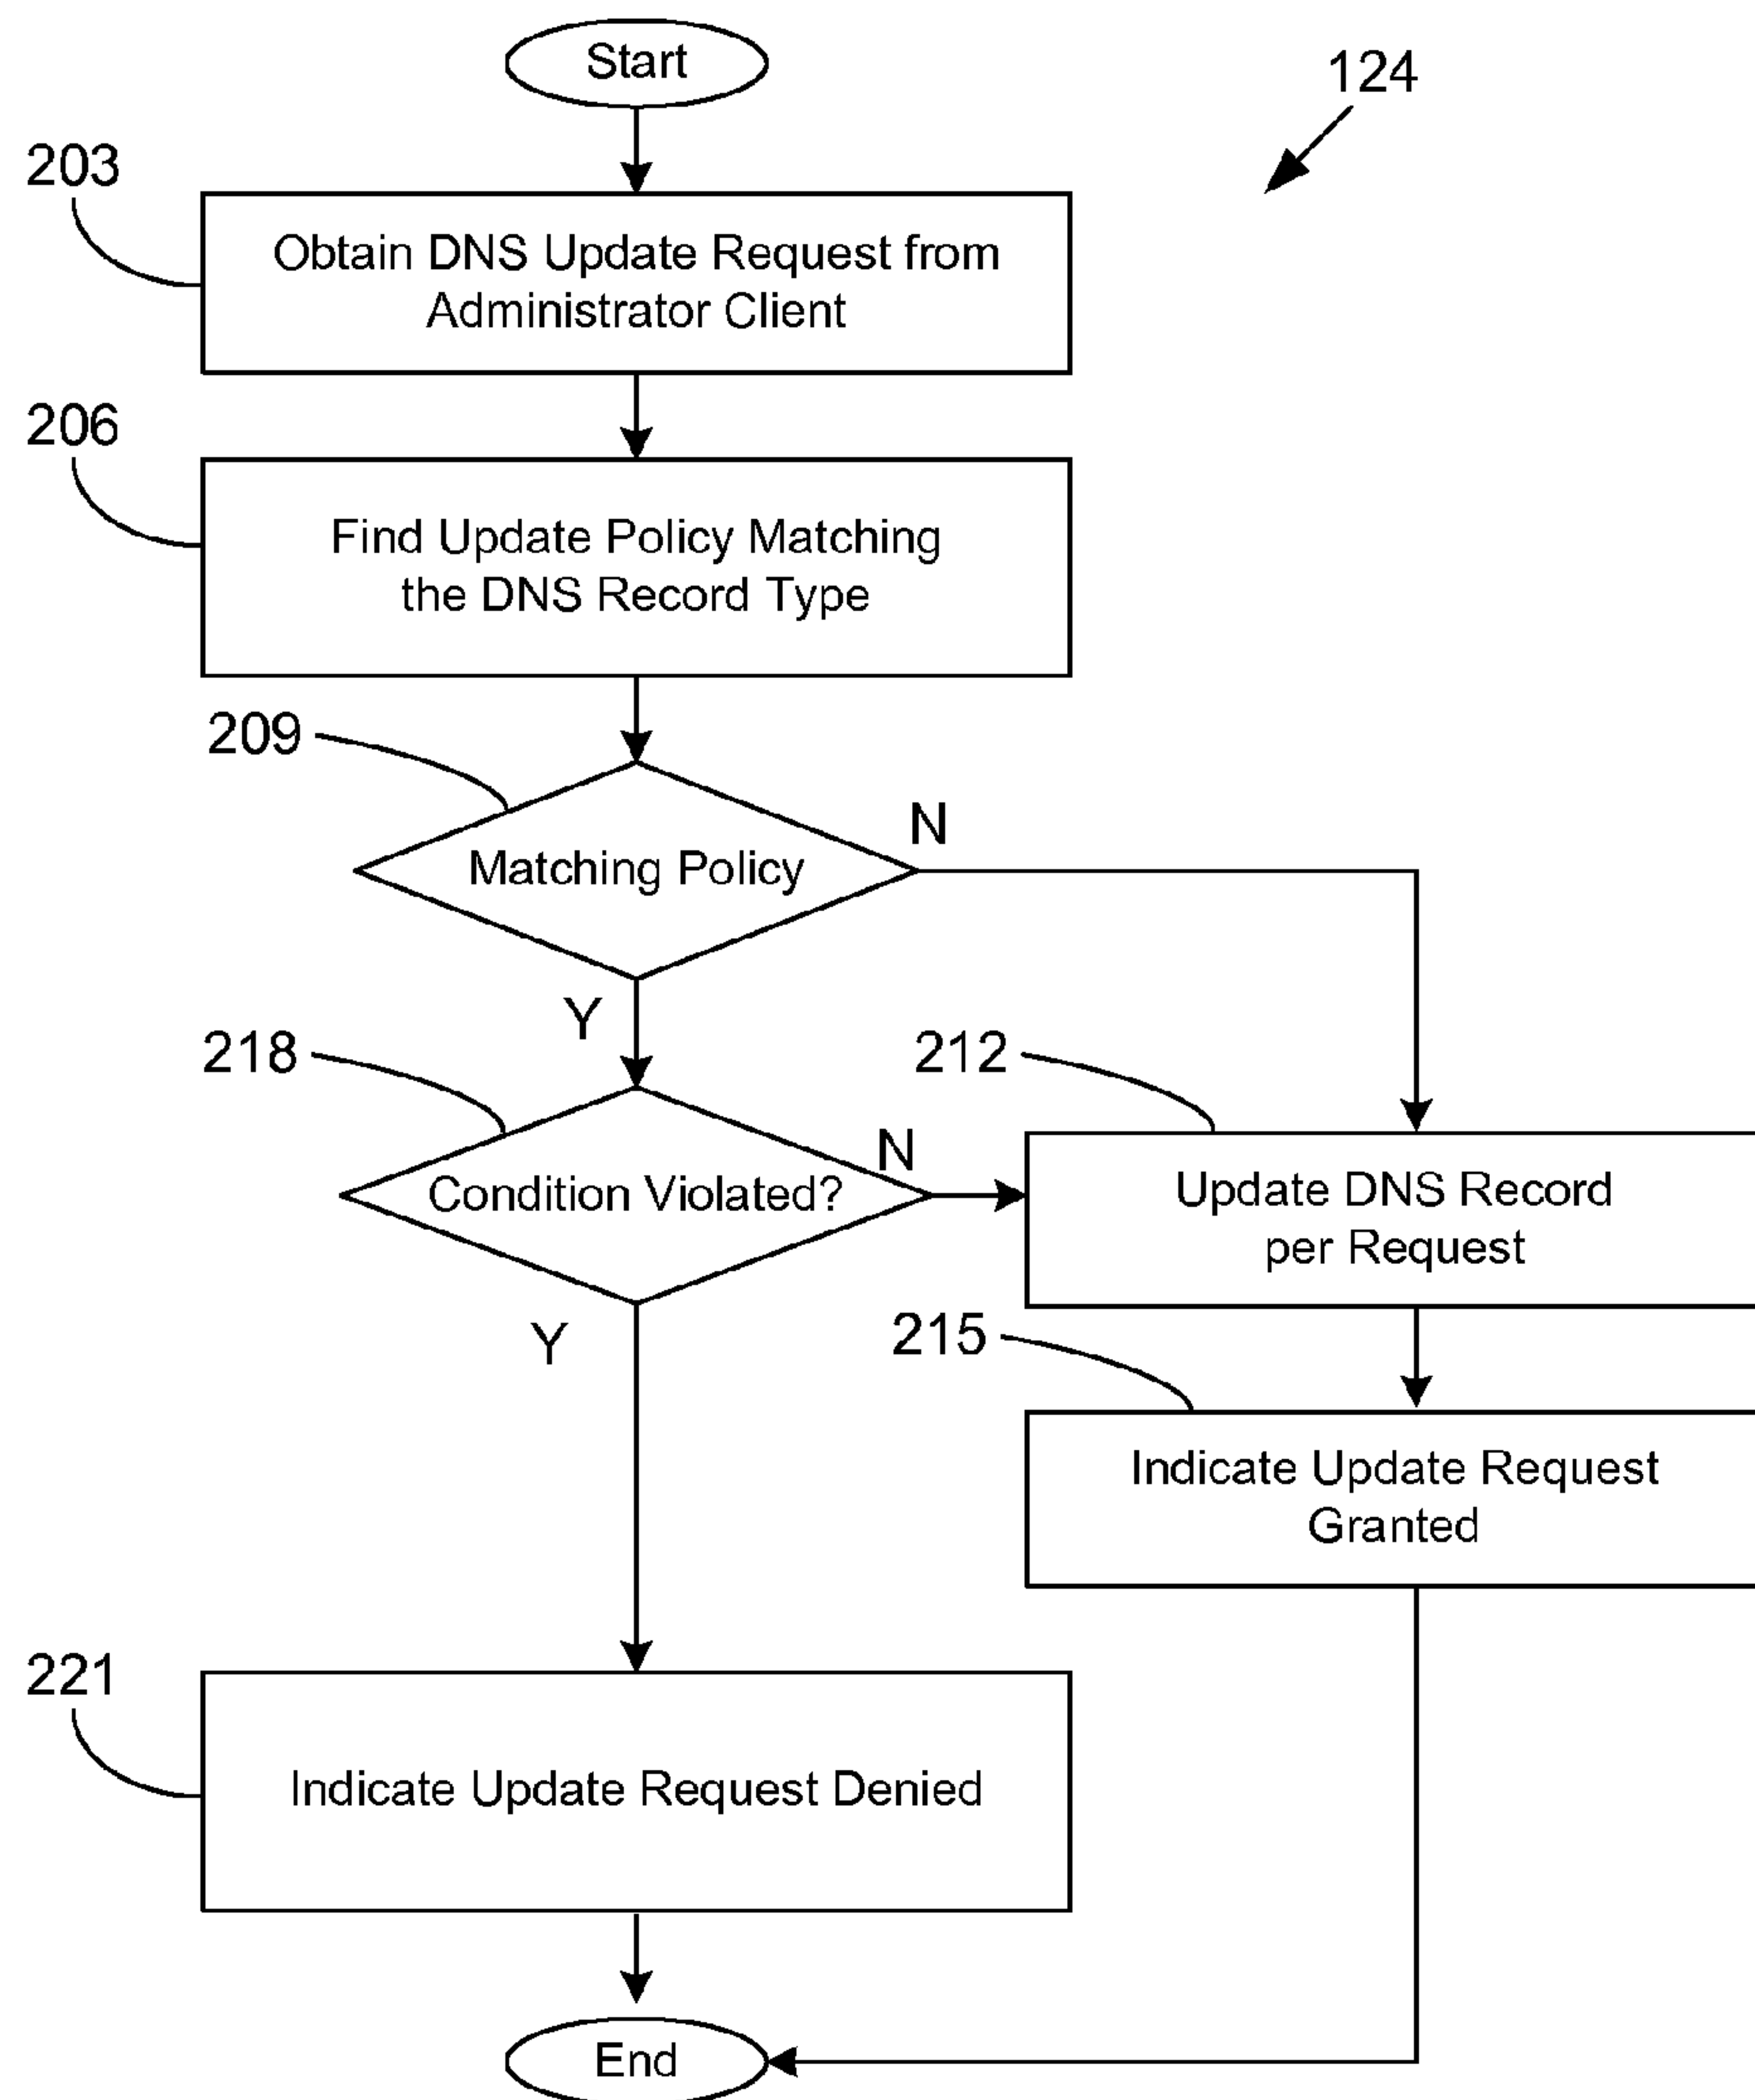 Start
124
203
Obtain DNS Update Request from
Administrator Client
206
Find Update Policy Matching
the DNS Record Type
209
N
Matching Policy
Y
218
212
N
Condition Violated?
Update DNS Record
per Request
Y
215
Indicate Update Request
Granted
221
Indicate Update Request Denied
End